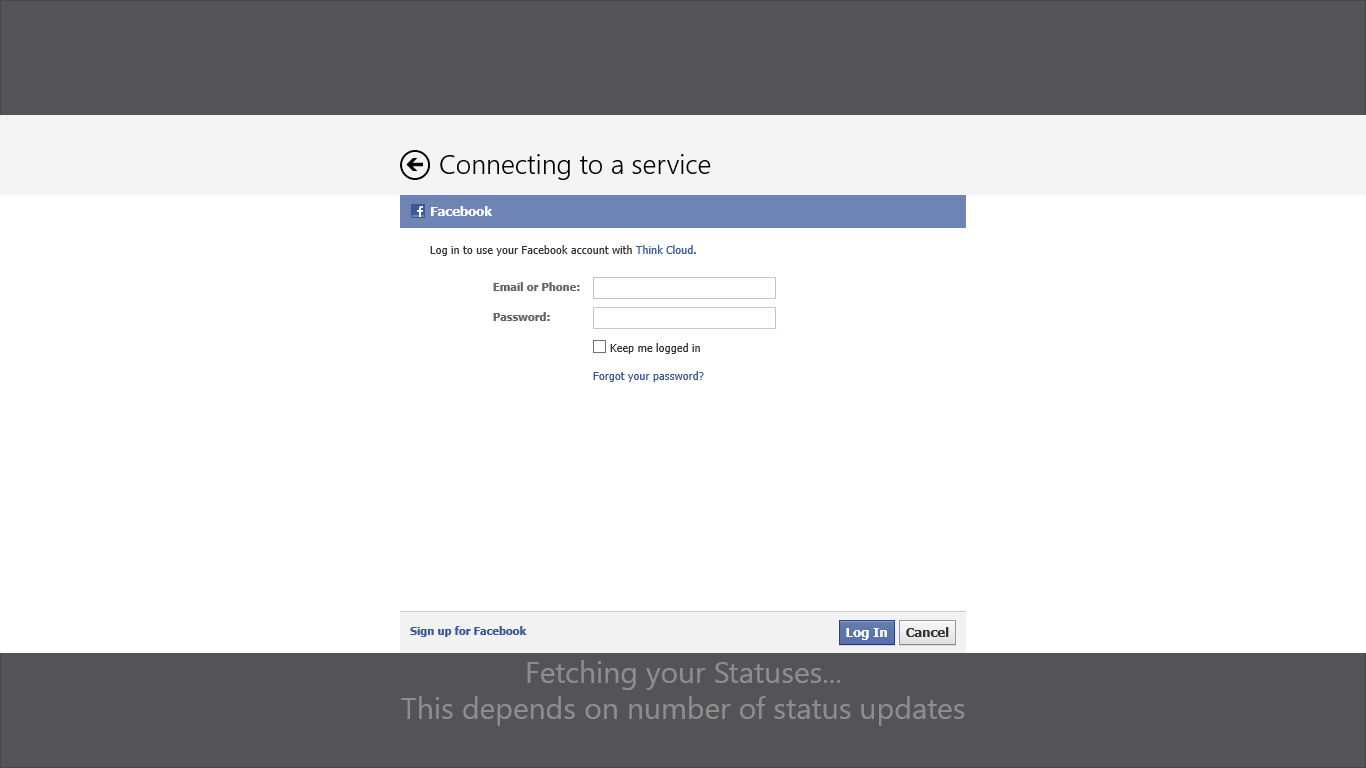 Connecting to a service
Facebook
Log in to use your Facebook account with Think Cloud.
Email or Phone:
Password:
Keep me logged in
Forgot your password?
Sign up for Facebook
Log In
Cancel
Fetching your Statuses...
This depends on number of status updates